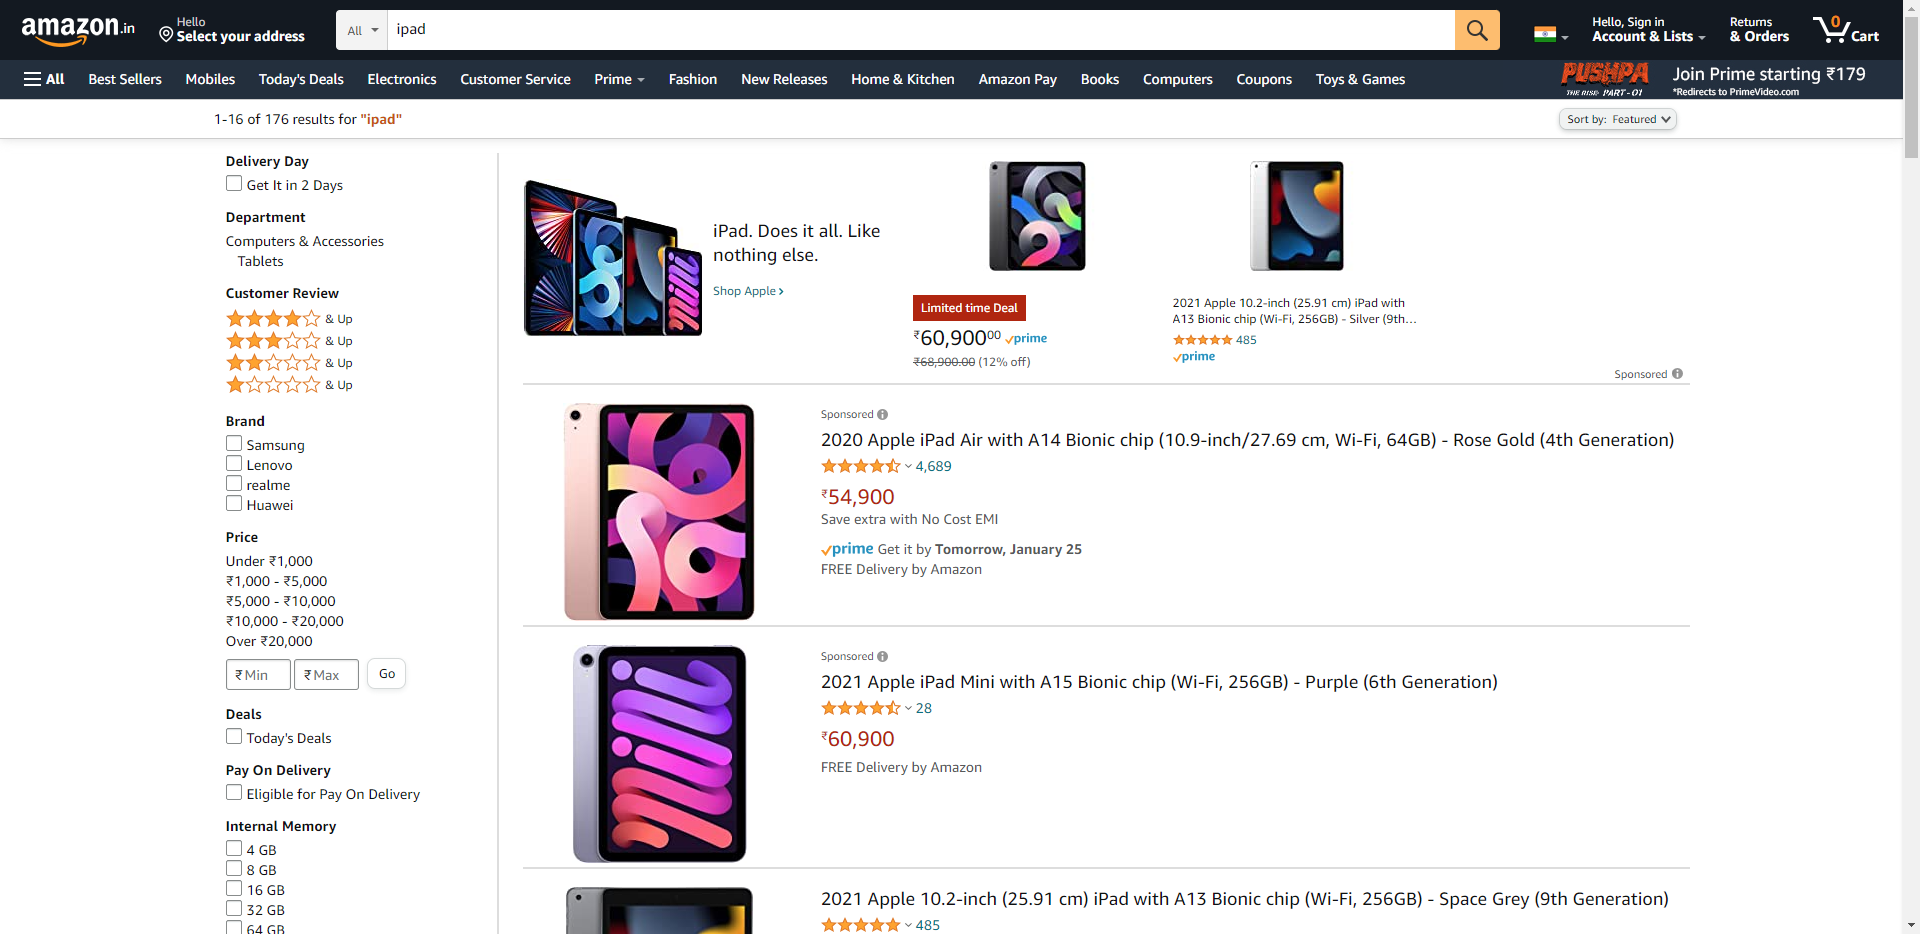 amazon.in
Hello
Select your address
All
ipad
Hello, Sign in
Account & Lists
Returns
& Orders
0
Cart
All
Best Sellers
Mobiles
Today's Deals
Electronics
Customer Service
Prime
Fashion
New Releases
Home & Kitchen
Amazon Pay
Books
Computers
Coupons
Toys & Games
PUSHPA
THE RISE PART-01
Join Prime starting ₹179
*Redirects to PrimeVideo.com
1-16 of 176 results for "ipad"
Sort by: Featured
Delivery Day
Get It in 2 Days
Department
Computers & Accessories
Tablets
Customer Review
& Up
& Up
& Up
& Up
Brand
Samsung
Lenovo
realme
Huawei
Price
Under ₹1,000
₹1,000 - ₹5,000
₹5,000 - ₹10,000
₹10,000 - ₹20,000
Over ₹20,000
₹ Min
₹ Max
Go
Deals
Today's Deals
Pay On Delivery
Eligible for Pay On Delivery
Internal Memory
4 GB
8 GB
16 GB
32 GB
64 GB
iPad. Does it all. Like
nothing else.
Shop Apple ›
Limited time Deal
₹60,900⁰⁰ prime
₹68,900.00 (12% off)
2021 Apple 10.2-inch (25.91 cm) iPad with
A13 Bionic chip (Wi-Fi, 256GB) - Silver (9th…
485
prime
Sponsored
Sponsored
2020 Apple iPad Air with A14 Bionic chip (10.9-inch/27.69 cm, Wi-Fi, 64GB) - Rose Gold (4th Generation)
4,689
₹54,900
Save extra with No Cost EMI
prime Get it by Tomorrow, January 25
FREE Delivery by Amazon
Sponsored
2021 Apple iPad Mini with A15 Bionic chip (Wi-Fi, 256GB) - Purple (6th Generation)
28
₹60,900
FREE Delivery by Amazon
2021 Apple 10.2-inch (25.91 cm) iPad with A13 Bionic chip (Wi-Fi, 256GB) - Space Grey (9th Generation)
485